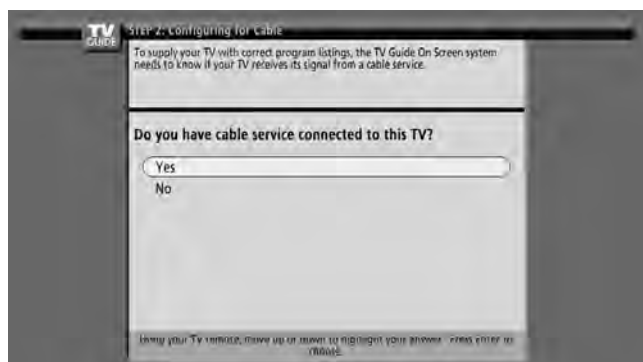 TV
GUIDE
STEP 2: Configuring for Cable
To supply your TV with correct program listings, the TV Guide On Screen system
needs to know if your TV receives its signal from a cable service.
Do you have cable service connected to this TV?
Yes
No
Using your TV remote, move up or down to highlight your answer. Press enter to
choose.